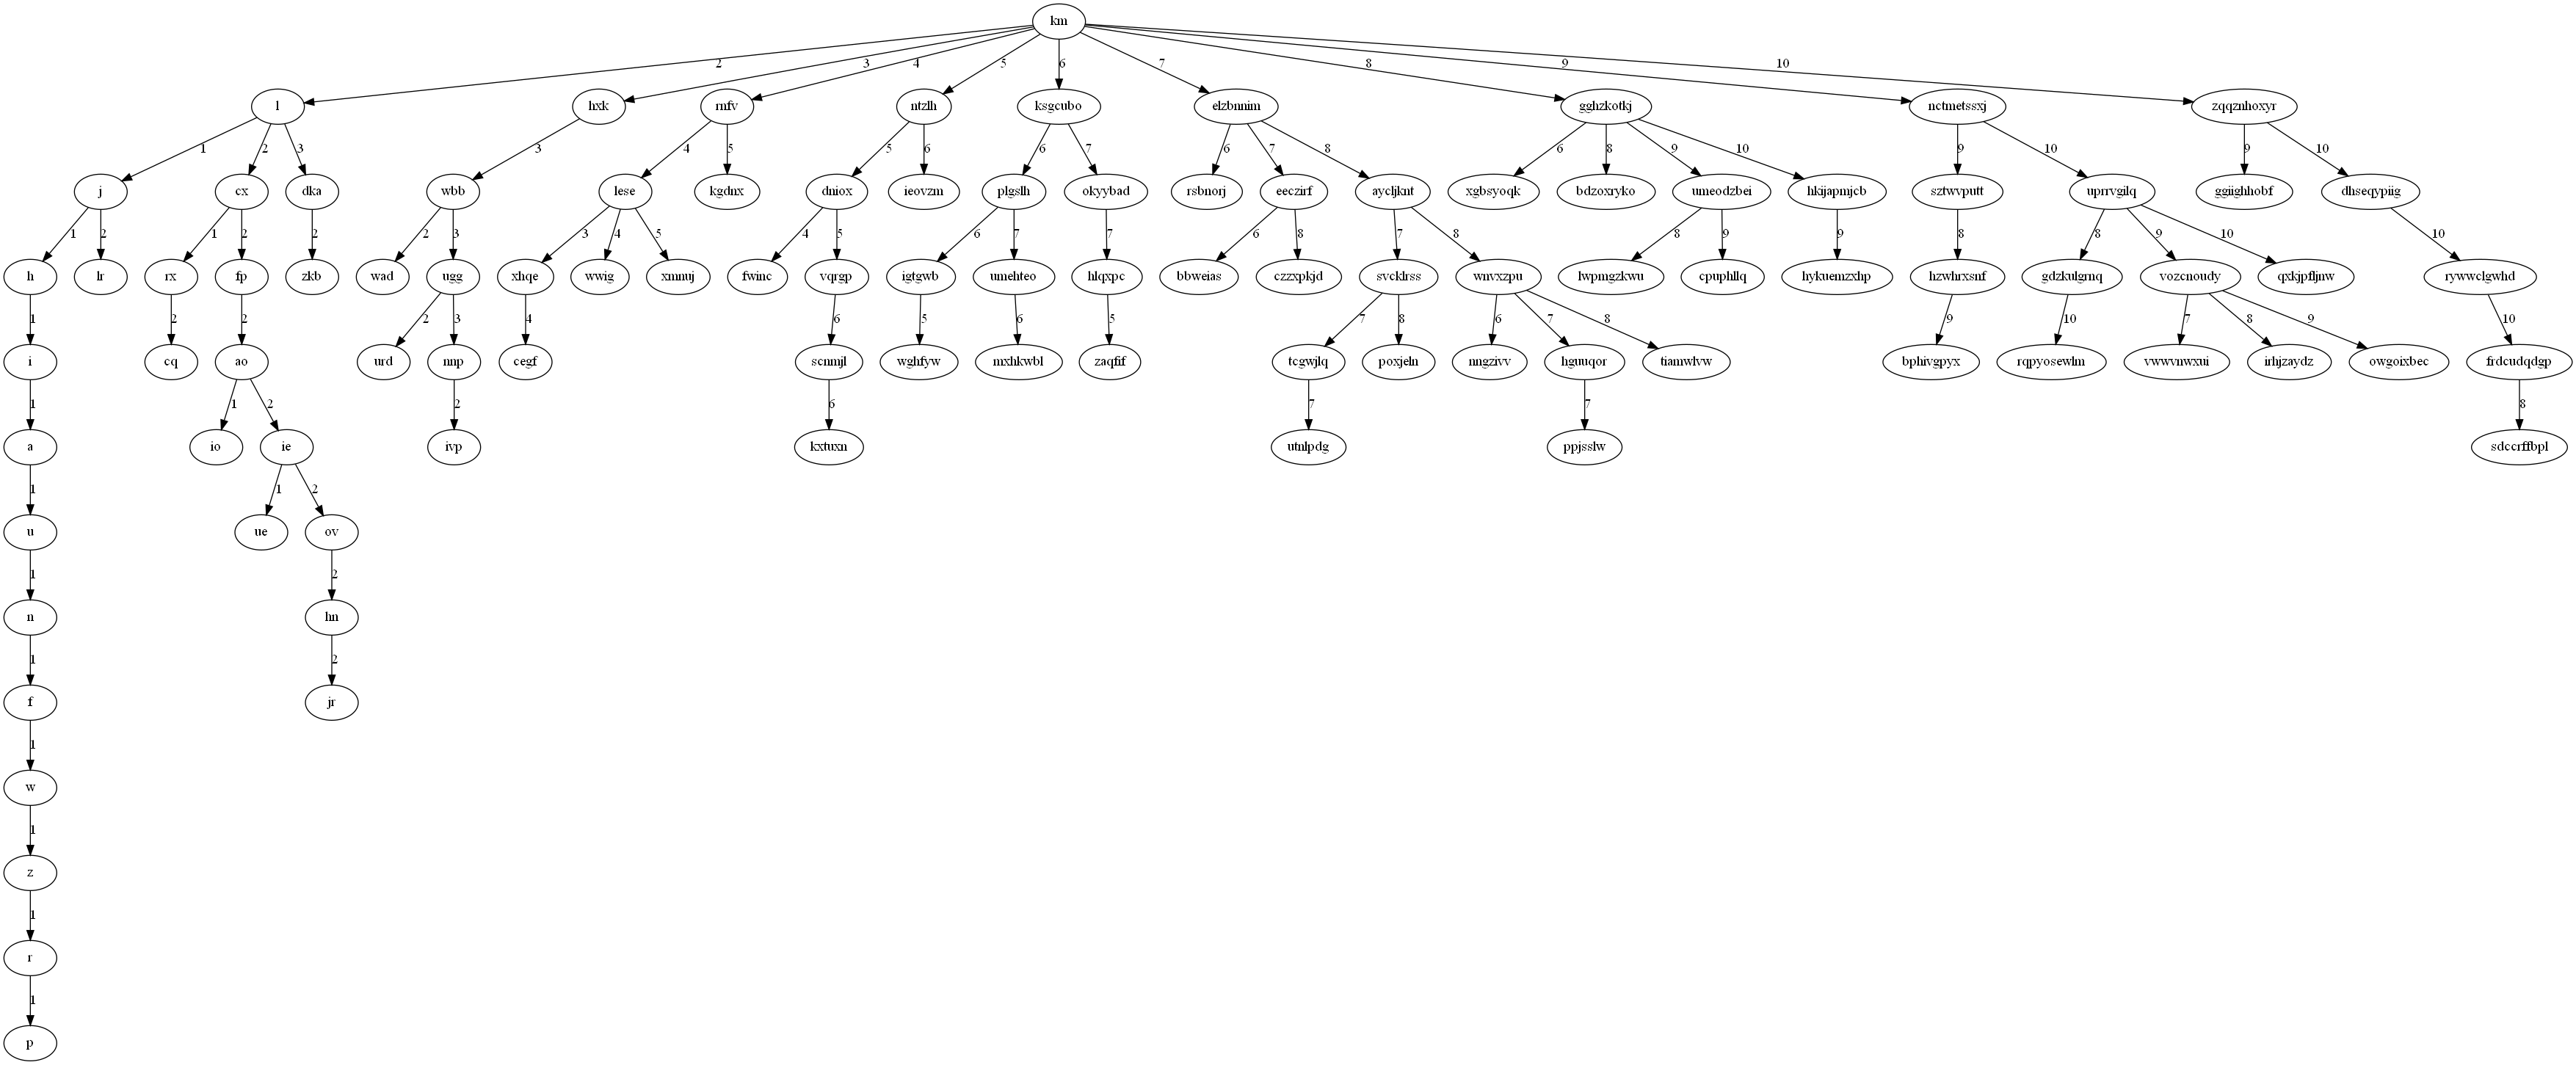 km
2 3 4 5 6 7 8 9 10
l hxk mfv ntzlh ksgcubo elzbnnim gghzkotkj nctmetssxj zqqznhoxyr
1 2 3 3 4 5 5 6 6 7 6 7 8 6 8 9 10 9 10 9 10
j cx dka wbb lese kgdnx dniox ieovzm plgslh okyybad rsbnorj eeczirf aycljknt xgbsyoqk bdzoxryko umeodzbei hkijapmjcb sztwvputt uprrvgilq ggiighhobf dhseqypiig
1 2 1 2 2 2 3 3 4 5 4 5 6 7 7 6 8 7 8 8 9 9 8 8 9 10 10
h lr rx fp zkb wad ugg xhqe wwig xmnuj fwinc vqrgp igtgwb umehteo hlqxpc bbweias czzxpkjd svcklrss wnvxzpu lwpmgzkwu cpuphllq hykuemzxhp hzwhrxsnf gdzkulgrnq vozcnoudy qxkjpfljnw rywwclgwhd
1 2 2 2 3 4 6 5 6 5 7 8 6 7 8 9 10 7 8 9 10
i cq ao urd nnp cegf scnmjl wghfyw mxhkwbl zaqfif tcgwjlq poxjeln nngzivv hguuqor tiamwlvw bphivgpyx rqpyosewlm vwwvnwxui irhjzaydz owgoixbec frdcudqdgp
1 1 2 2 6 7 7 8
a io ie ivp kxtuxn utnlpdg ppjsslw sdccrffbpl
1 1 2
u ue ov
1 2
n hn
1 2
f jr
1
w
1
z
1
r
1
p